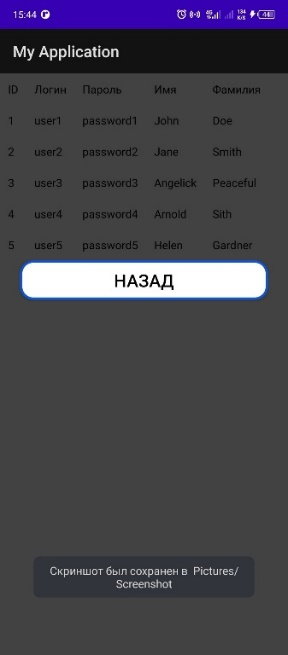 15:44
My Application
ID Логин Пароль Имя Фамилия
1 user1 password1 John Doe
2 user2 password2 Jane Smith
3 user3 password3 Angelick Peaceful
4 user4 password4 Arnold Sith
5 user5 password5 Helen Gardner
НАЗАД
Скриншот был сохранен в Pictures/
Screenshot